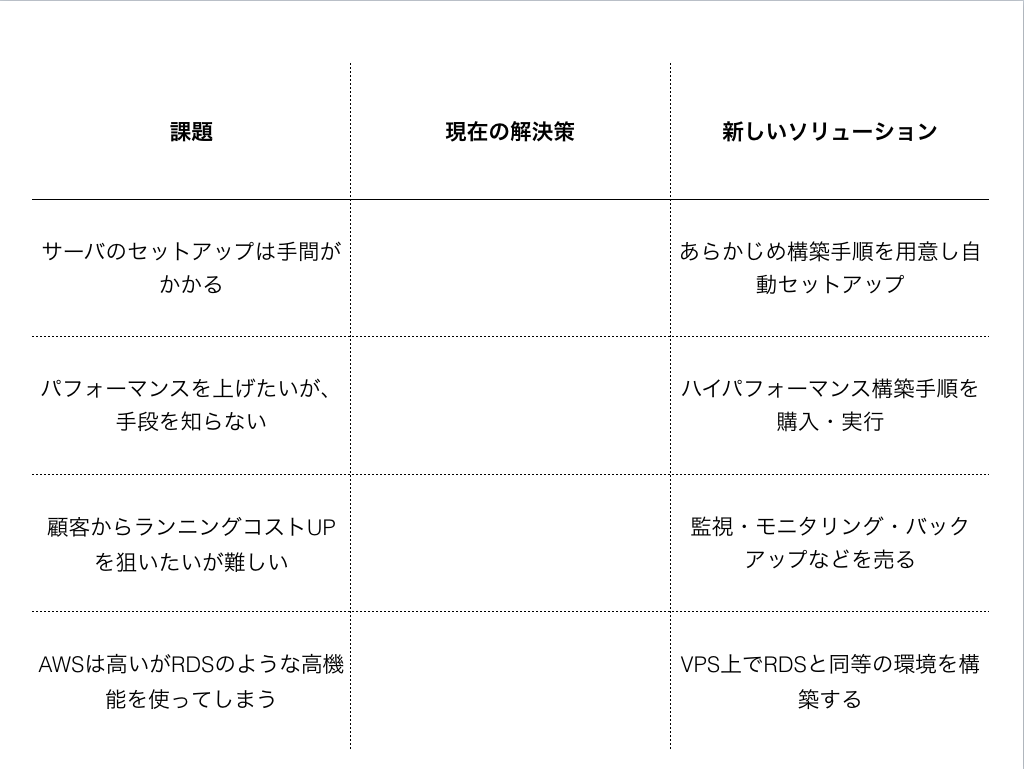 課題
現在の解決策
新しいソリューション
サーバのセットアップは手間が
かかる
あらかじめ構築手順を用意し自
動セットアップ
パフォーマンスを上げたいが、
手段を知らない
ハイパフォーマンス構築手順を
購入・実行
顧客からランニングコストUP
を狙いたいが難しい
監視・モニタリング・バック
アップなどを売る
AWSは高いがRDSのような高機
能を使ってしまう
VPS上でRDSと同等の環境を構
築する